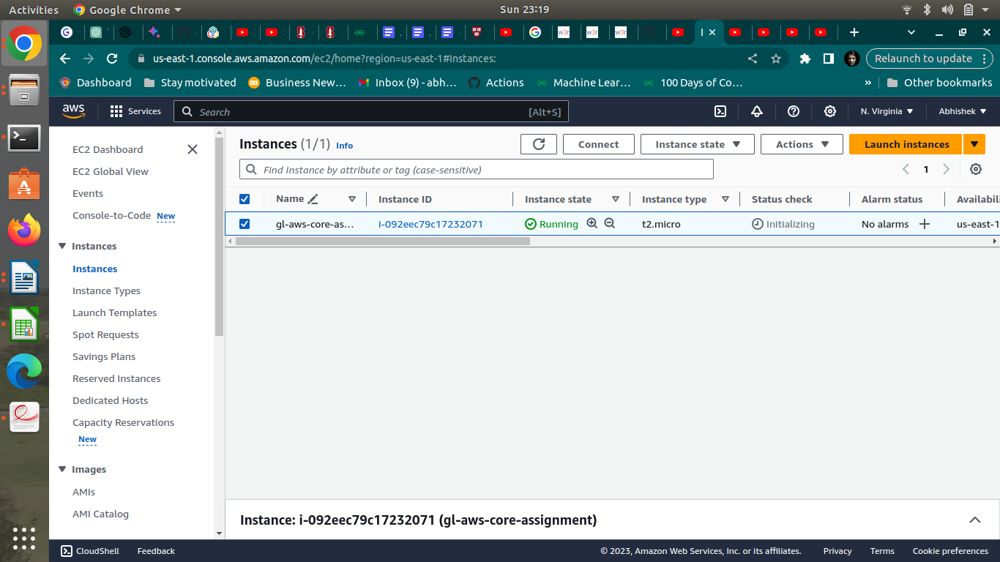 Activities Google Chrome Sun 23:19
us-east-1.console.aws.amazon.com/ec2/home?region=us-east-1#Instances: Relaunch to update
Dashboard Stay motivated Business New… Inbox (9) - abh… Actions Machine Lear… 100 Days of Co… » Other bookmarks
aws Services Search [Alt+S] N. Virginia Abhishek
EC2 Dashboard
EC2 Global View
Events
Console-to-Code New
Instances
Instances
Instance Types
Launch Templates
Spot Requests
Savings Plans
Reserved Instances
Dedicated Hosts
Capacity Reservations
New
Images
AMIs
AMI Catalog
Instances (1/1) Info Connect Instance state Actions Launch instances
Find Instance by attribute or tag (case-sensitive) 1
Name Instance ID Instance state Instance type Status check Alarm status Availabili
gl-aws-core-as… i-092eec79c17232071 Running t2.micro Initializing No alarms us-east-1
Instance: i-092eec79c17232071 (gl-aws-core-assignment)
CloudShell Feedback © 2023, Amazon Web Services, Inc. or its affiliates. Privacy Terms Cookie preferences